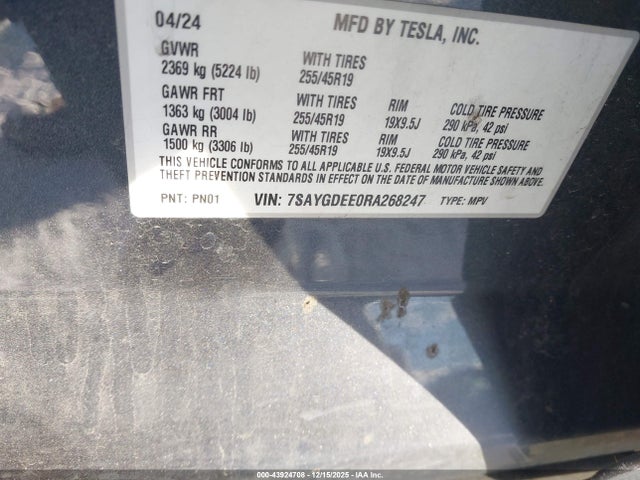 04/24 MFD BY TESLA, INC.
GVWR WITH TIRES
2369 kg (5224 lb) 255/45R19
GAWR FRT WITH TIRES RIM COLD TIRE PRESSURE
1363 kg (3004 lb) 255/45R19 19X9.5J 290 kPa, 42 psi
GAWR RR WITH TIRES RIM COLD TIRE PRESSURE
1500 kg (3306 lb) 255/45R19 19X9.5J 290 kPa, 42 psi
THIS VEHICLE CONFORMS TO ALL APPLICABLE U.S. FEDERAL MOTOR VEHICLE SAFETY AND
THEFT PREVENTION STANDARDS IN EFFECT ON THE DATE OF MANUFACTURE SHOWN ABOVE.
PNT: PN01 VIN: 7SAYGDEE0RA268247 TYPE: MPV
000-43924708 - 12/15/2025 - IAA Inc.